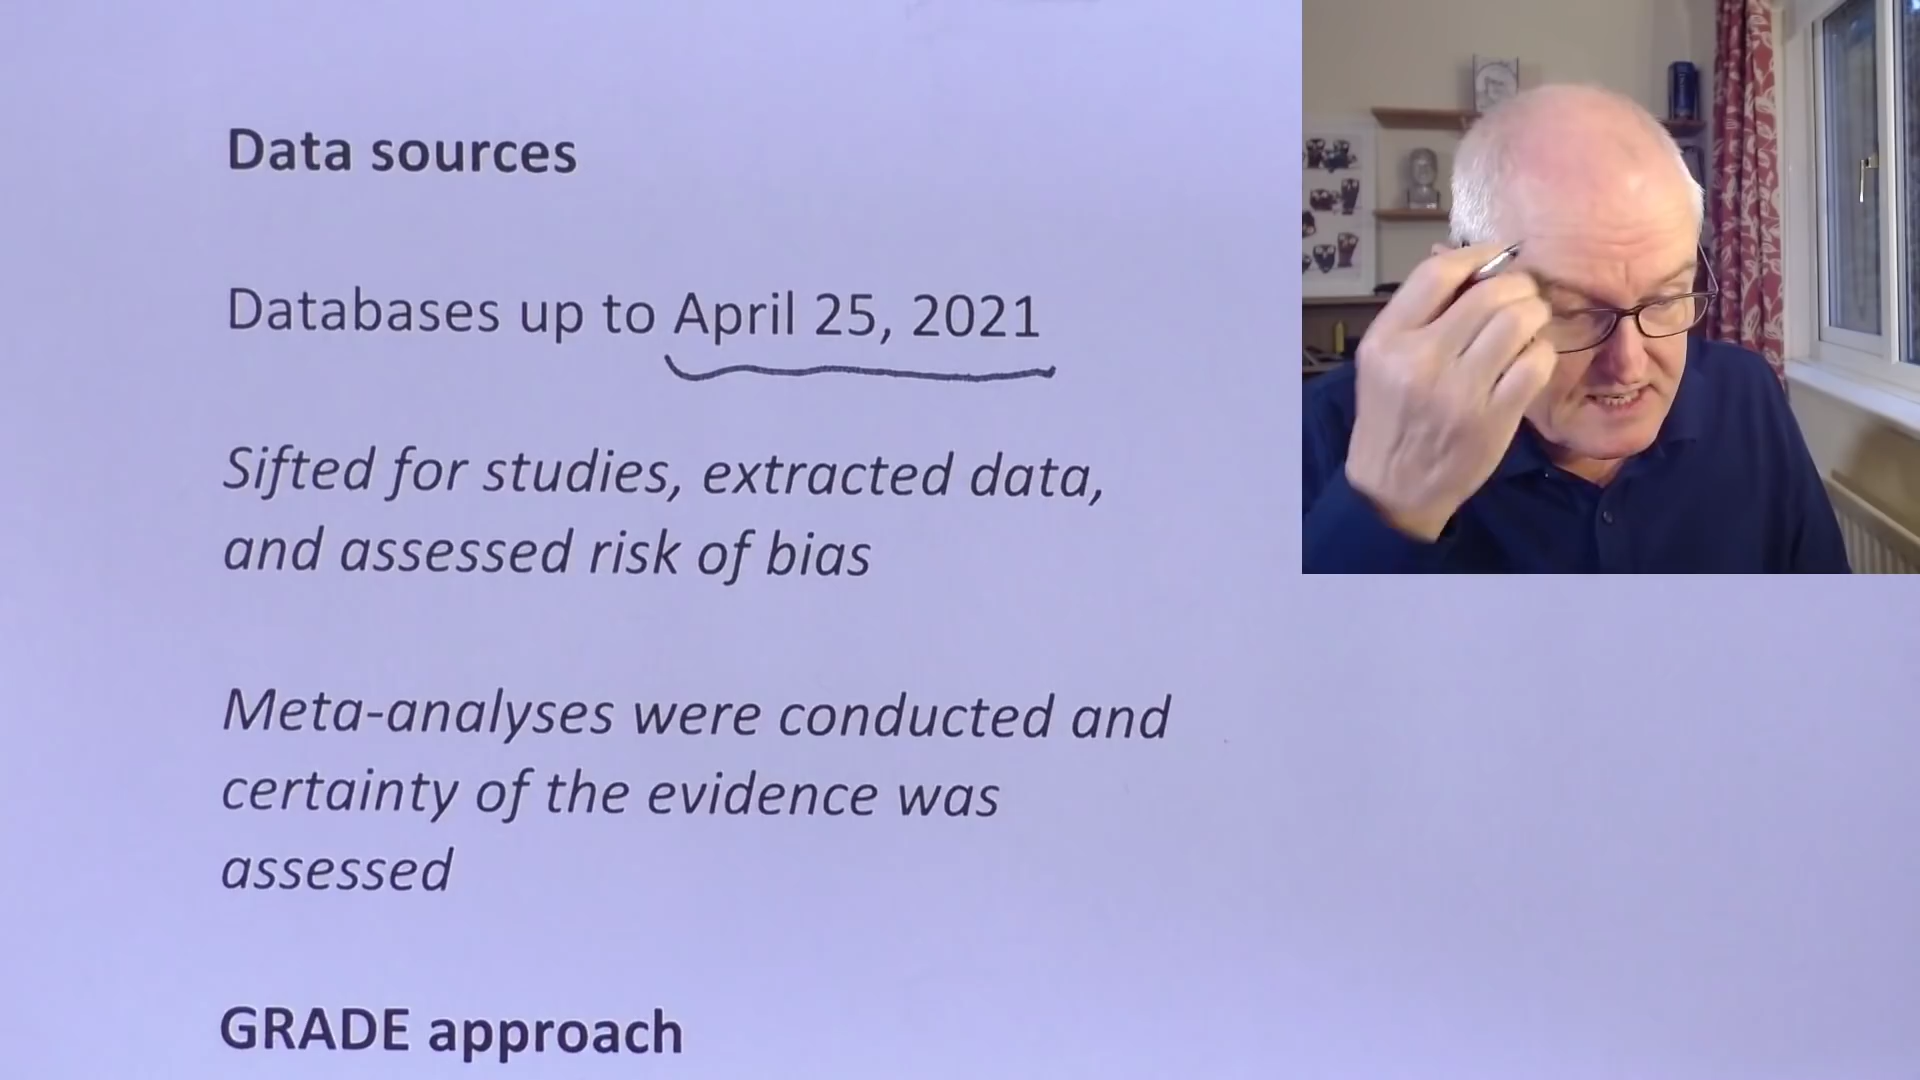 Data sources
Databases up to April 25, 2021
Sifted for studies, extracted data,
and assessed risk of bias
Meta-analyses were conducted and
certainty of the evidence was
assessed
GRADE approach